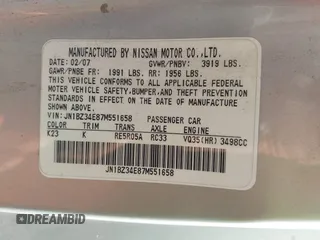 MANUFACTURED BY NISSAN MOTOR CO.,LTD.
DATE: 02/07 GVWR/PNBV: 3919 LBS.
GAWR/PNBE FR: 1991 LBS. RR: 1956 LBS.
THIS VEHICLE CONFORMS TO ALL APPLICABLE FEDERAL
MOTOR VEHICLE SAFETY, BUMPER, AND THEFT PREVENTION
STANDARDS IN EFFECT ON THE DATE OF MANUFACTURE
SHOWN ABOVE.
VIN: JN1BZ34E87M551658 PASSENGER CAR
COLOR TRIM TRANS AXLE ENGINE
K23 K RE5R05A RC33 VQ35(HR) 3498CC
JN1BZ34E87M551658
DREAMBID